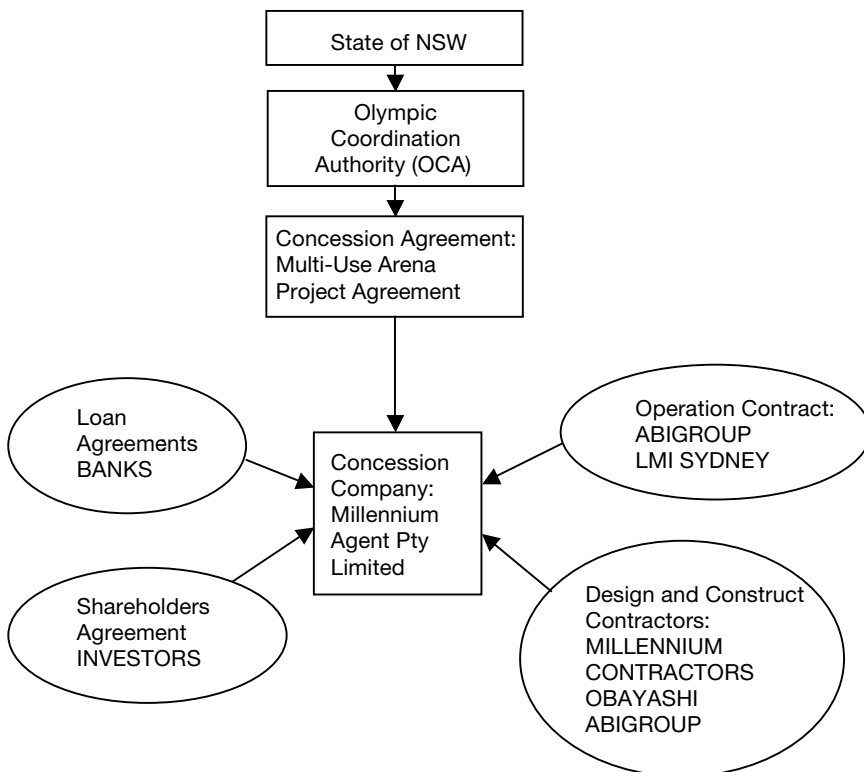 State of NSW
Olympic
Coordination
Authority (OCA)
Concession Agreement:
Multi-Use Arena
Project Agreement
Loan
Agreements
BANKS
Operation Contract:
ABIGROUP
LMI SYDNEY
Concession
Company:
Millennium
Agent Pty
Limited
Shareholders
Agreement
INVESTORS
Design and Construct
Contractors:
MILLENNIUM
CONTRACTORS
OBAYASHI
ABIGROUP